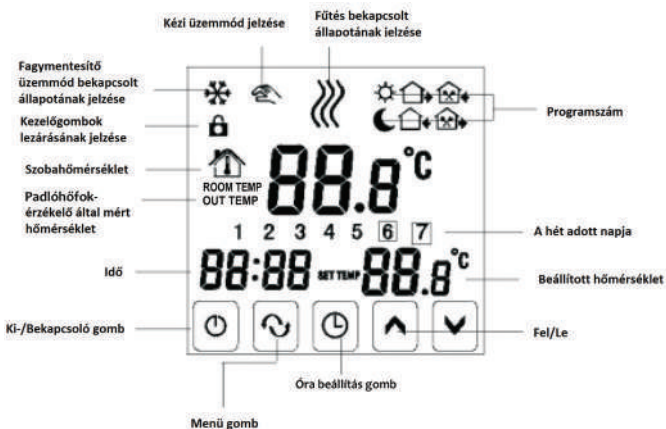 Kézi üzemmód jelzése
Fűtés bekapcsolt
állapotának jelzése
Fagymentesítő
üzemmód bekapcsolt
állapotának jelzése
Kezelőgombok
lezárásának jelzése
Programszám
Szobahőmérséklet
88.8°C
ROOM TEMP
OUT TEMP
Padlóhőfok-
érzékelő által mért
hőmérséklet
1 2 3 4 5 6 7
A hét adott napja
Idő
88:88 SET TEMP 88.8°C
Beállított hőmérséklet
Ki-/Bekapcsoló gomb
Fel/Le
Óra beállítás gomb
Menü gomb